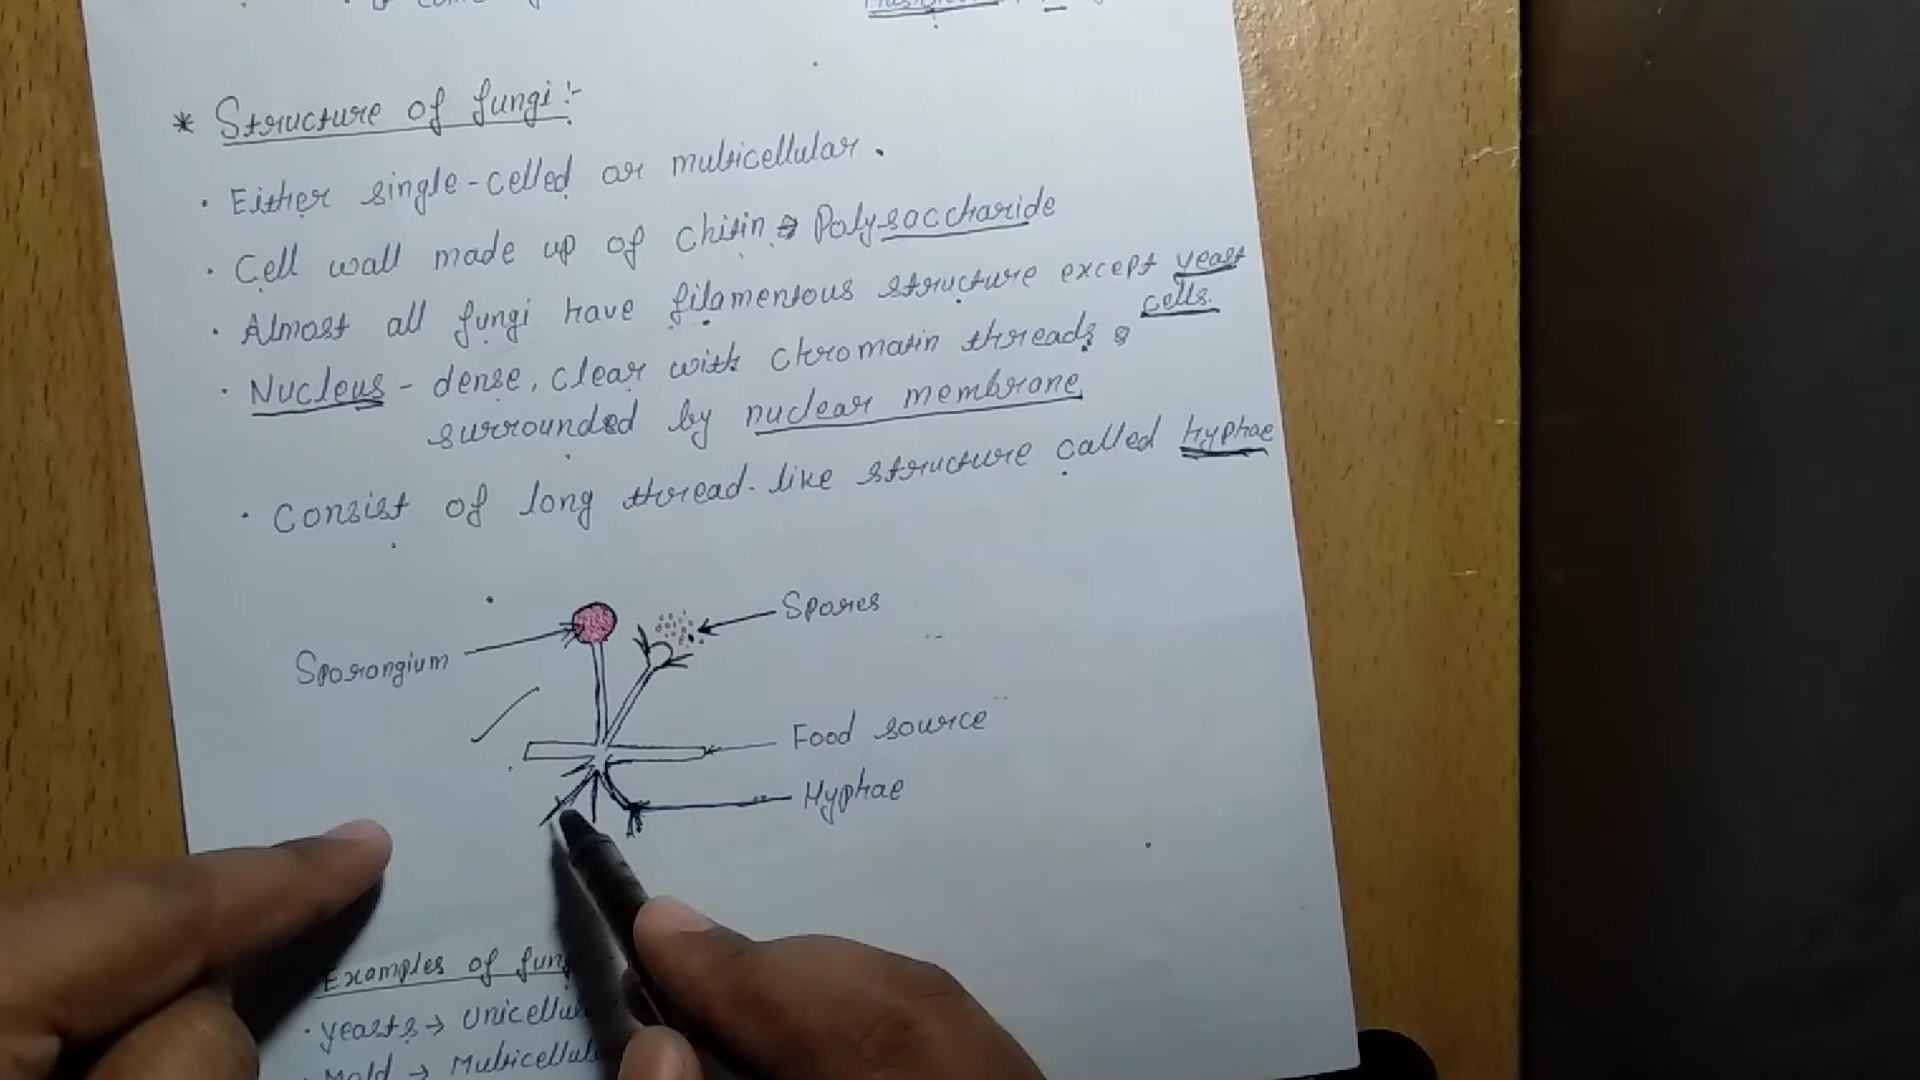 * Structure of fungi :-
· Either single-celled or multicellular .
· Cell wall made up of chitin → Polysaccharide
· Almost all fungi have filamentous structure except yeast
cells.
· Nucleus - dense, clear with chromatin threads &
surrounded by nuclear membrane
· Consist of long thread-like structure called Hyphae
Spores
Sporangium
Food source
Hyphae
Examples of
· Yeasts →
· Mold →